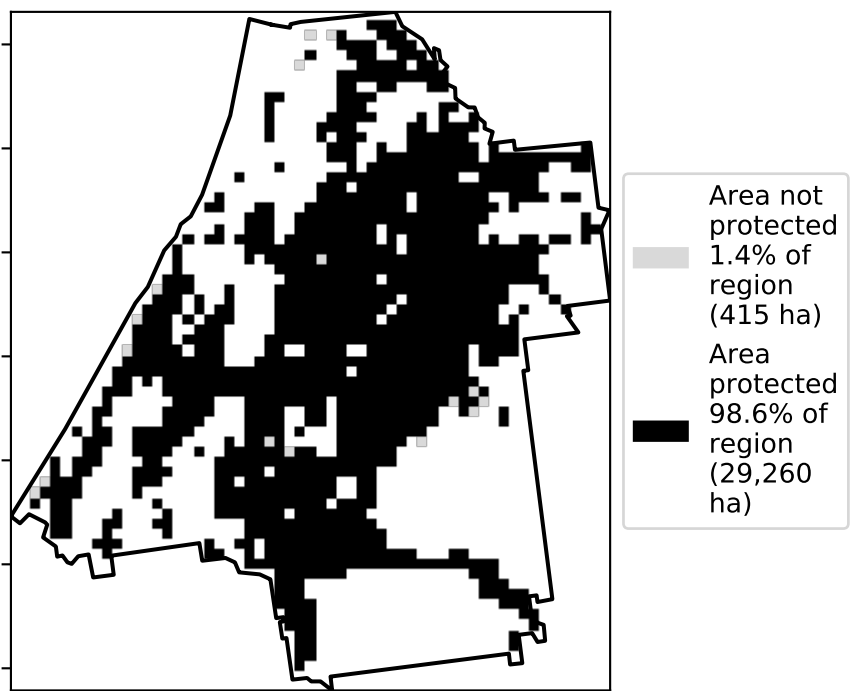 Area not
protected
1.4% of
region
(415 ha)
Area
protected
98.6% of
region
(29,260
ha)